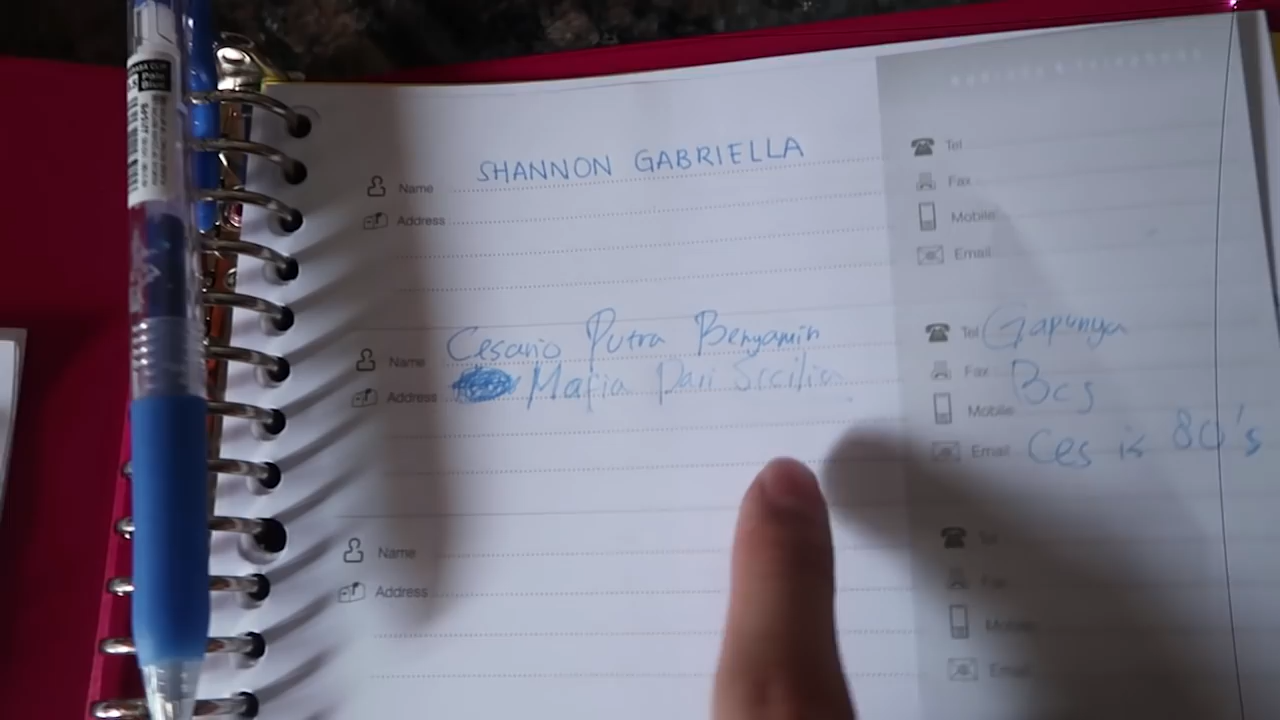 SHANNON GABRIELLA
Name
Address
Tel
Fax
Mobile
Email
Name Cesario Putra Benyamin
Address Mafia Dari Sicilia
Tel Gapunya
Fax Bcs
Mobile
Email Ces is 80's
Name
Address
Tel
Fax
Mobile
Email